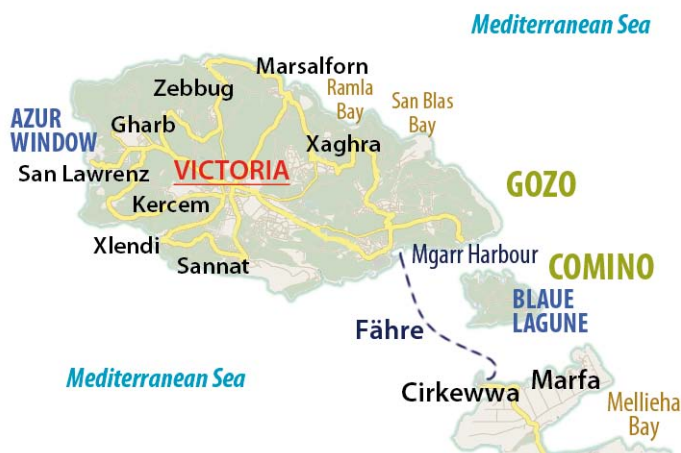 Mediterranean Sea
Marsalforn
Zebbug
Ramla
Bay
San Blas
Bay
AZUR
WINDOW
Gharb
Xaghra
San Lawrenz
VICTORIA
GOZO
Kercem
Xlendi
Sannat
Mgarr Harbour
COMINO
BLAUE
LAGUNE
Fähre
Mediterranean Sea
Cirkewwa
Marfa
Mellieha
Bay